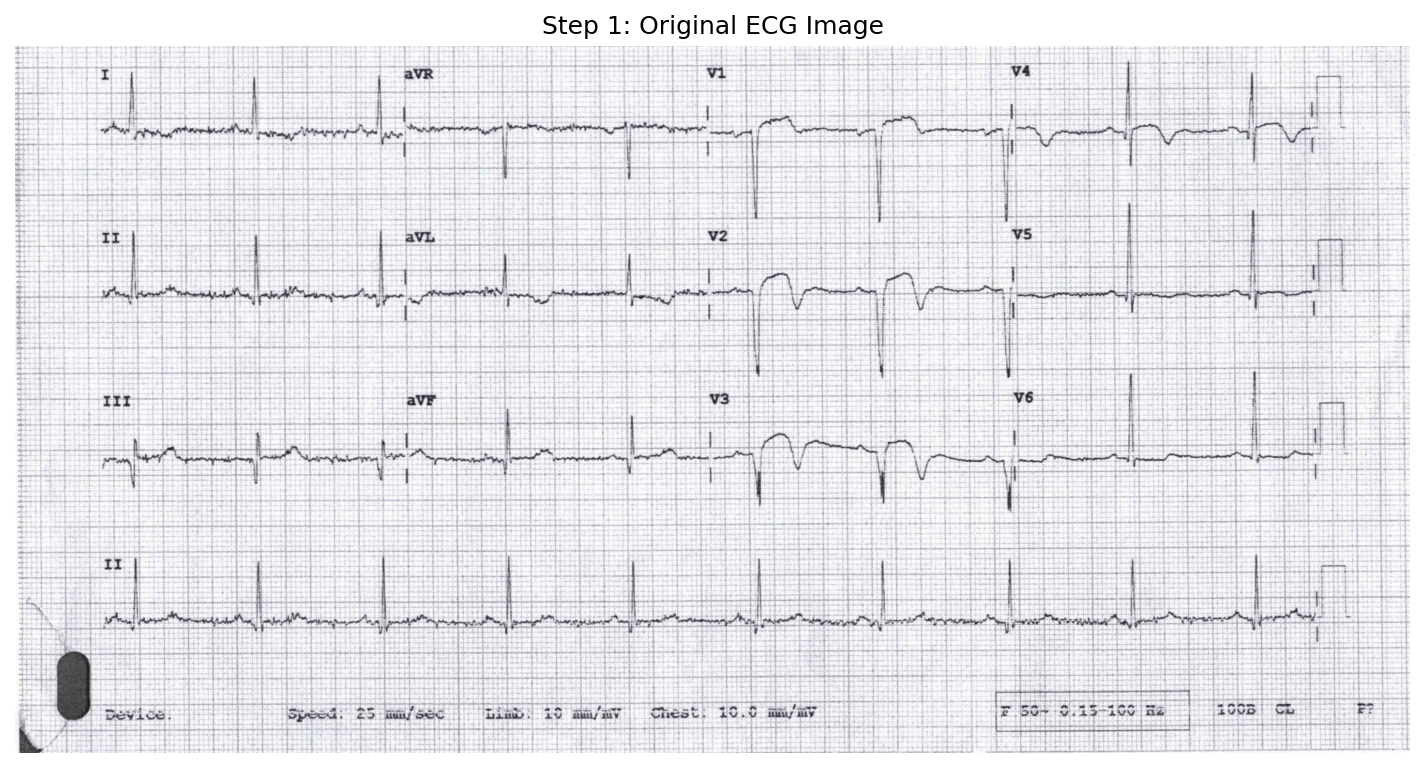 Step 1: Original ECG Image
I aVR V1 V4
II aVL V2 V5
III aVF V3 V6
II
Device: Speed: 25 mm/sec Limb: 10 mm/mV Chest: 10.0 mm/mV F 50~ 0.15-100 Hz 100B CL P?